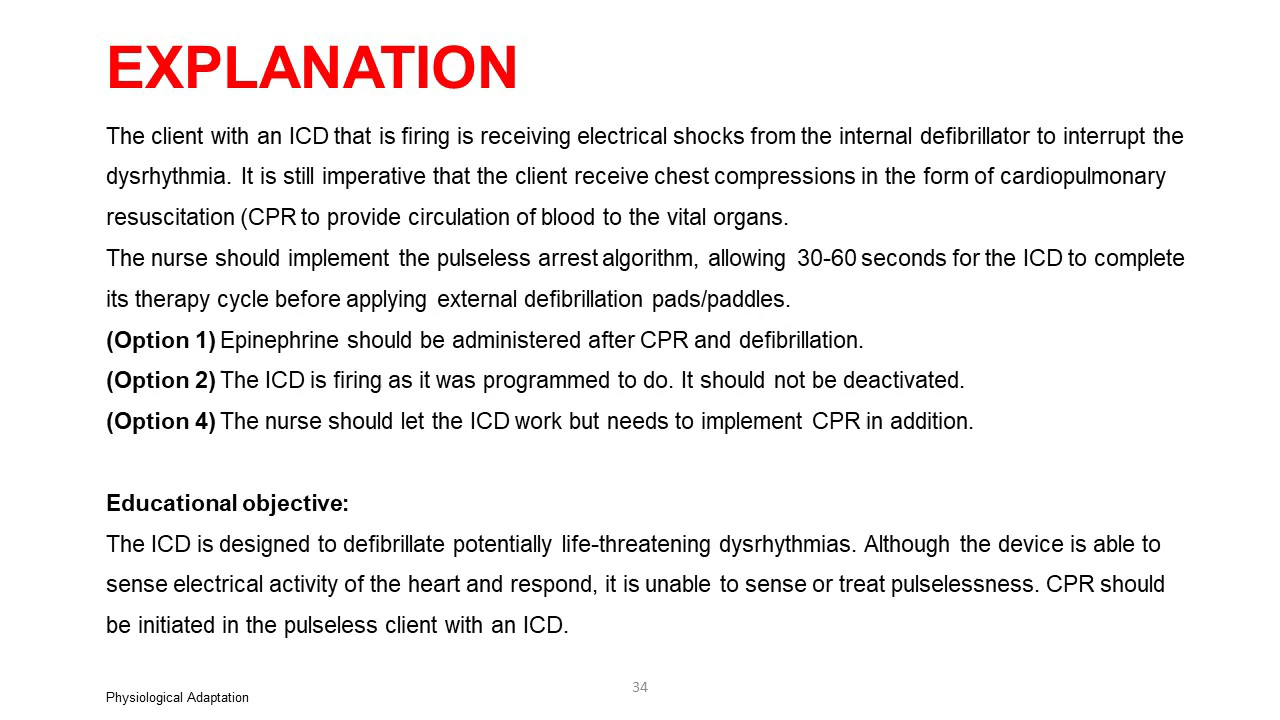 EXPLANATION
The client with an ICD that is firing is receiving electrical shocks from the internal defibrillator to interrupt the
dysrhythmia. It is still imperative that the client receive chest compressions in the form of cardiopulmonary
resuscitation (CPR to provide circulation of blood to the vital organs.
The nurse should implement the pulseless arrest algorithm, allowing 30-60 seconds for the ICD to complete
its therapy cycle before applying external defibrillation pads/paddles.
(Option 1) Epinephrine should be administered after CPR and defibrillation.
(Option 2) The ICD is firing as it was programmed to do. It should not be deactivated.
(Option 4) The nurse should let the ICD work but needs to implement CPR in addition.
Educational objective:
The ICD is designed to defibrillate potentially life-threatening dysrhythmias. Although the device is able to
sense electrical activity of the heart and respond, it is unable to sense or treat pulselessness. CPR should
be initiated in the pulseless client with an ICD.
34
Physiological Adaptation